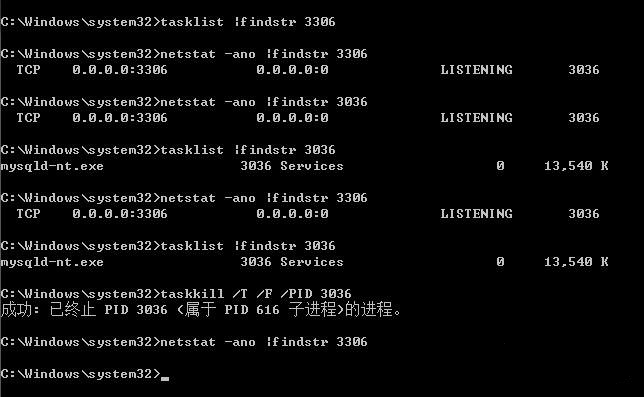 C:\Windows\system32>tasklist |findstr 3306
C:\Windows\system32>netstat -ano |findstr 3306
TCP 0.0.0.0:3306 0.0.0.0:0 LISTENING 3036
C:\Windows\system32>netstat -ano |findstr 3036
TCP 0.0.0.0:3306 0.0.0.0:0 LISTENING 3036
C:\Windows\system32>tasklist |findstr 3036
mysqld-nt.exe 3036 Services 0 13,540 K
C:\Windows\system32>netstat -ano |findstr 3306
TCP 0.0.0.0:3306 0.0.0.0:0 LISTENING 3036
C:\Windows\system32>tasklist |findstr 3036
mysqld-nt.exe 3036 Services 0 13,540 K
C:\Windows\system32>taskkill /T /F /PID 3036
成功: 已终止 PID 3036 (属于 PID 616 子进程)的进程。
C:\Windows\system32>netstat -ano |findstr 3306
C:\Windows\system32>_